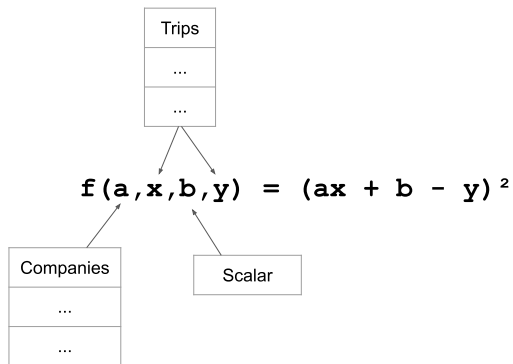 Trips
...
...
f(a,x,b,y) = (ax + b - y)²
Companies
...
...
Scalar